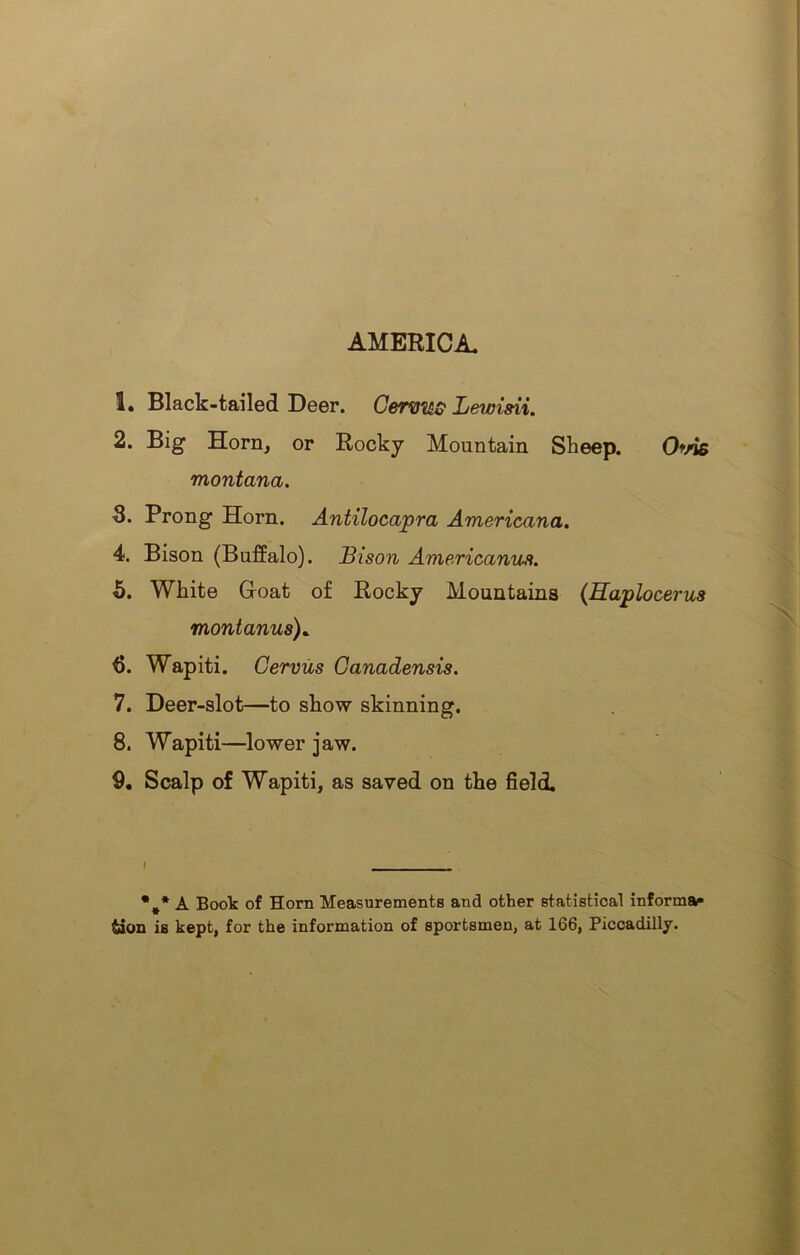 AMERICA.
1. Black-tailed Deer. Cervus Lewisii.
2. Big Horn, or Rocky Mountain Sheep. Ovis
montana.
3. Prong Horn. Antilocapra Americana.
4. Bison (Buffalo). Bison Americanus.
5. White Goat of Rocky Mountains (Haplocerus
montanus).
6. Wapiti. Cervús Canadensis.
7. Deer-slot—to show skinning.
8. Wapiti—lower jaw.
9. Scalp of Wapiti, as saved on the field.
*⁎* A Book of Horn Measurements and other statistical informa-
tion is kept, for the information of sportsmen, at 166, Piccadilly.